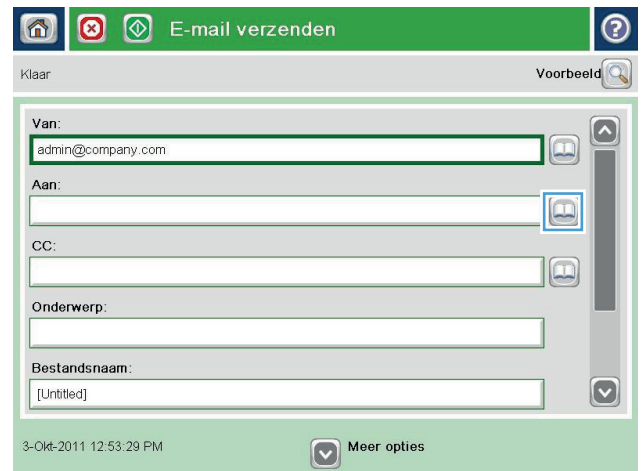 E-mail verzenden
Klaar Voorbeeld
Van:
admin@company.com
Aan:
CC:
Onderwerp:
Bestandsnaam:
[Untitled]
3-Okt-2011 12:53:29 PM Meer opties